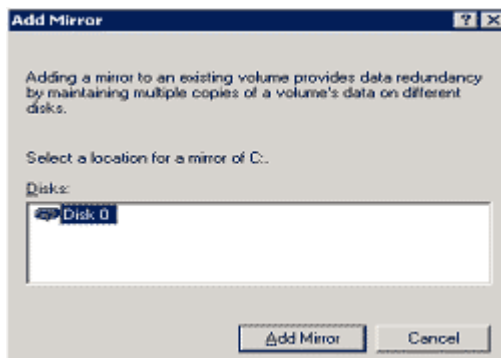 Add Mirror
Adding a mirror to an existing volume provides data redundancy
by maintaining multiple copies of a volume's data on different
disks.
Select a location for a mirror of C:.
Disks:
Disk 0
Add Mirror
Cancel